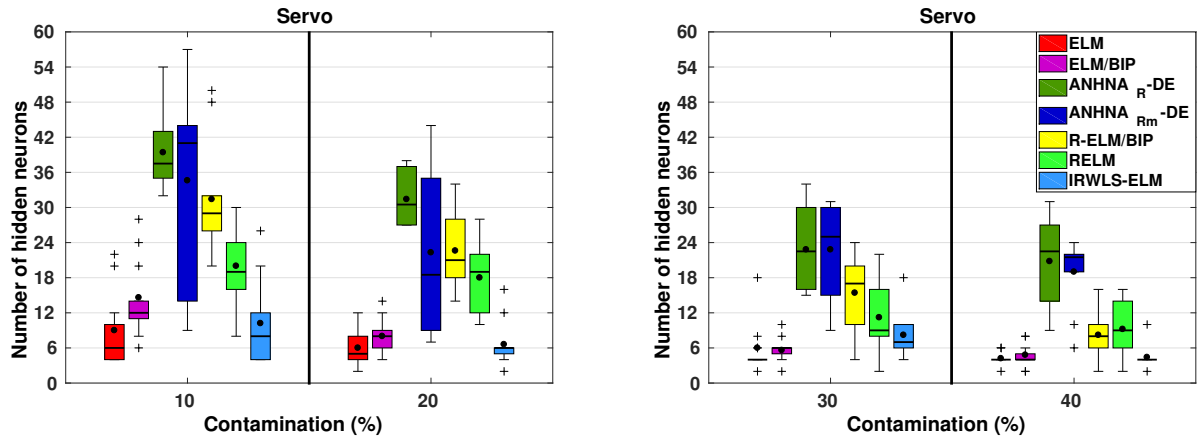 Servo
Number of hidden neurons
60
54
48
42
36
30
24
18
12
6
0
10 20
Contamination (%)
Servo
Number of hidden neurons
60
54
48
42
36
30
24
18
12
6
0
30 40
Contamination (%)
ELM
ELM/BIP
ANHNA R-DE
ANHNA Rm-DE
R-ELM/BIP
RELM
IRWLS-ELM